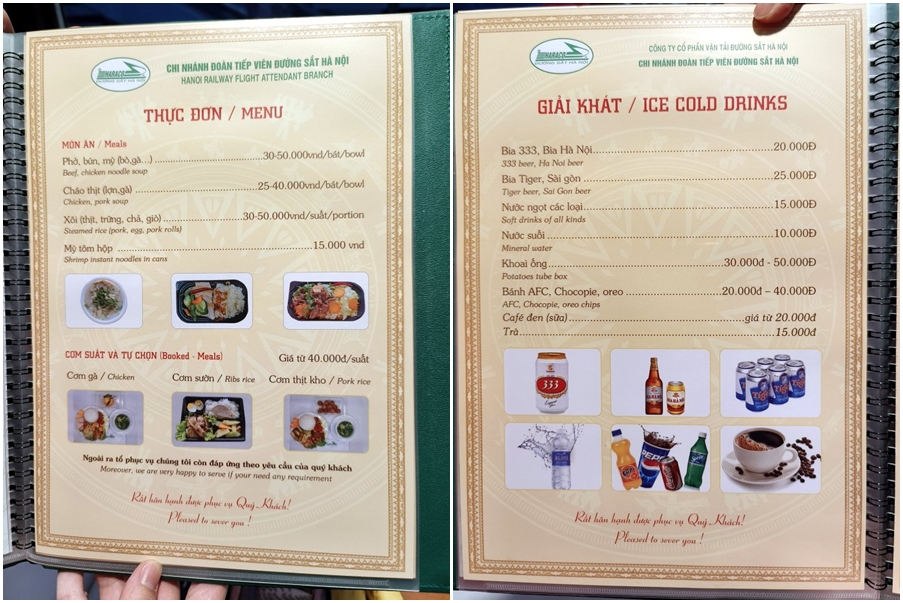 HARACO
ĐƯỜNG SẮT HÀ NỘI
CHI NHÁNH ĐOÀN TIẾP VIÊN ĐƯỜNG SẮT HÀ NỘI
HANOI RAILWAY FLIGHT ATTENDANT BRANCH
THỰC ĐƠN / MENU
MÓN ĂN / Meals
Phở, bún, mỳ (bò,gà...) ...30-50.000vnd/bát/bowl
Beef, chicken noodle soup
Cháo thịt (lợn,gà) ...25-40.000vnd/bát/bowl
Chicken, pork soup
Xôi (thịt, trứng, chả, giò) ...30-50.000vnd/suất/portion
Steamed rice (pork, egg, pork rolls)
Mỳ tôm hộp ...15.000 vnd
Shrimp instant noodles in cans
CƠM SUẤT VÀ TỰ CHỌN (Booked - Meals) Giá từ 40.000đ/suất
Cơm gà / Chicken Cơm sườn / Ribs rice Cơm thịt kho / Pork rice
Ngoài ra tổ phục vụ chúng tôi còn đáp ứng theo yêu cầu của quý khách
Moreover, we are very happy to serve if your need any requirement
Rất hân hạnh được phục vụ Quý Khách!
Pleased to sever you !
ĐƯỜNG SẮT HÀ NỘI
CÔNG TY CỔ PHẦN VẬN TẢI ĐƯỜNG SẮT HÀ NỘI
CHI NHÁNH ĐOÀN TIẾP VIÊN ĐƯỜNG SẮT HÀ NỘI
GIẢI KHÁT / ICE COLD DRINKS
Bia 333, Bia Hà Nội...20.000Đ
333 beer, Ha Noi beer
Bia Tiger, Sài gòn ...25.000Đ
Tiger beer, Sai Gon beer
Nước ngọt các loại...15.000Đ
Soft drinks of all kinds
Nước suối ...10.000Đ
Mineral water
Khoai ống...30.000đ - 50.000Đ
Potatoes tube box
Bánh AFC, Chocopie, oreo ...20.000đ – 40.000Đ
AFC, Chocopie, oreo chips
Café đen (sữa)...giá từ 20.000đ
Trà...15.000đ
333
PEPSI
Rất hân hạnh được phục vụ Quý Khách!
Pleased to sever you !